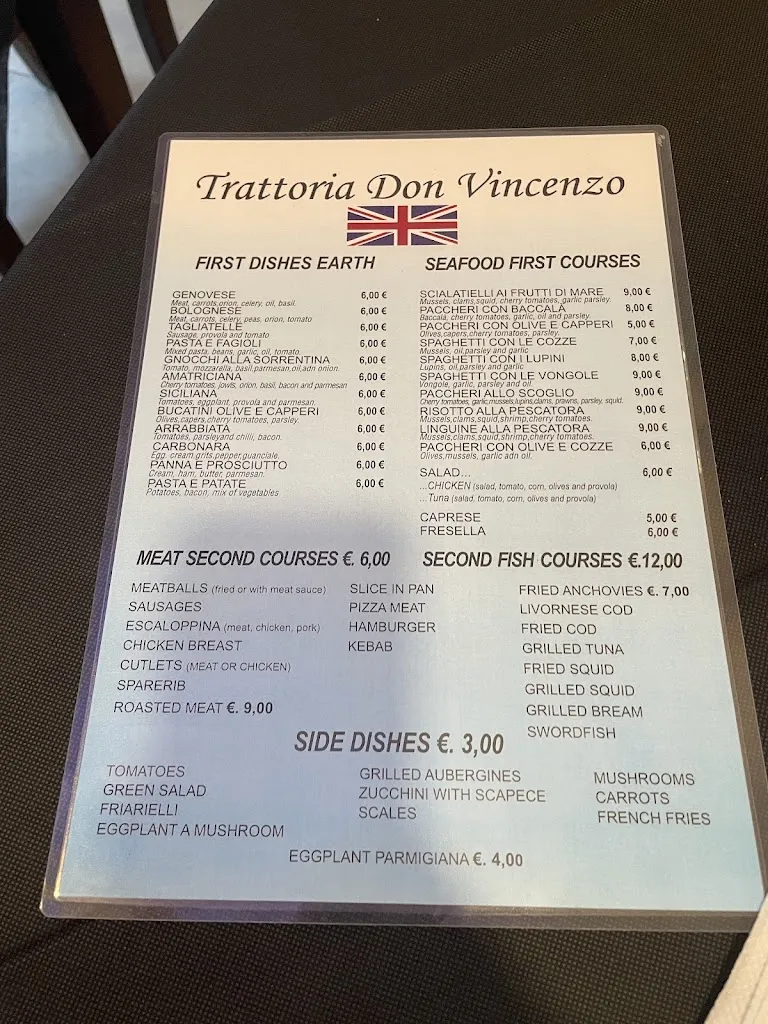 Trattoria Don Vincenzo
FIRST DISHES EARTH
GENOVESE 6,00 €
Meat, carrots,orion, celery, oil, basil.
BOLOGNESE 6,00 €
Meat, carrots, celery, peas, orion, tomato
TAGLIATELLE 6,00 €
Sausage, provola and tomato
PASTA E FAGIOLI 6,00 €
Mixed pasta, beans, garlic, oil, tomato.
GNOCCHI ALLA SORRENTINA 6,00 €
Tomato, mozzarella, basil,parmesan,oil,adn onion.
AMATRICIANA 6,00 €
Cherry tomatoes, jowls, orion, basil, bacon and parmesan
SICILIANA 6,00 €
Tomatoes, eggplant, provola and parmesan.
BUCATINI OLIVE E CAPPERI 6,00 €
Olives,capers,cherry tomatoes, parsley.
ARRABBIATA 6,00 €
Tomatoes, parsleyand chilli, bacon.
CARBONARA 6,00 €
Egg, cream,grits,pepper,guanciale.
PANNA E PROSCIUTTO 6,00 €
Cream, ham, butter, parmesan.
PASTA E PATATE 6,00 €
Potatoes, bacon, mix of vegetables
SEAFOOD FIRST COURSES
SCIALATIELLI AI FRUTTI DI MARE 9,00 €
Mussels, clams,squid, cherry tomatoes, garlic parsley.
PACCHERI CON BACCALÀ 8,00 €
Baccalà, cherry tomatoes, garlic, oil and parsley.
PACCHERI CON OLIVE E CAPPERI 5,00 €
Olives,capers,cherry tomatoes, parsley.
SPAGHETTI CON LE COZZE 7,00 €
Mussels, oil,parsley and garlic
SPAGHETTI CON I LUPINI 8,00 €
Lupins, oil,parsley and garlic
SPAGHETTI CON LE VONGOLE 9,00 €
Vongole, garlic, parsley and oil.
PACCHERI ALLO SCOGLIO 9,00 €
Cherry tomatoes, garlic,mussels,lupins,clams, prawns, parsley, squid.
RISOTTO ALLA PESCATORA 9,00 €
Mussels,clams,squid,shrimp,cherry tomatoes.
LINGUINE ALLA PESCATORA 9,00 €
Mussels,clams,squid,shrimp,cherry tomatoes.
PACCHERI CON OLIVE E COZZE 6,00 €
Olives,mussels, garlic adn oil.
SALAD... 6,00 €
...CHICKEN (salad, tomato, corn, olives and provola)
...Tuna (salad, tomato, corn, olives and provola)
CAPRESE 5,00 €
FRESELLA 6,00 €
MEAT SECOND COURSES €. 6,00
MEATBALLS (fried or with meat sauce)
SAUSAGES
ESCALOPPINA (meat, chicken, pork)
CHICKEN BREAST
CUTLETS (MEAT OR CHICKEN)
SPARERIB
ROASTED MEAT €. 9,00
SLICE IN PAN
PIZZA MEAT
HAMBURGER
KEBAB
SECOND FISH COURSES €.12,00
FRIED ANCHOVIES €. 7,00
LIVORNESE COD
FRIED COD
GRILLED TUNA
FRIED SQUID
GRILLED SQUID
GRILLED BREAM
SWORDFISH
SIDE DISHES €. 3,00
TOMATOES
GREEN SALAD
FRIARIELLI
EGGPLANT A MUSHROOM
GRILLED AUBERGINES
ZUCCHINI WITH SCAPECE
SCALES
MUSHROOMS
CARROTS
FRENCH FRIES
EGGPLANT PARMIGIANA €. 4,00